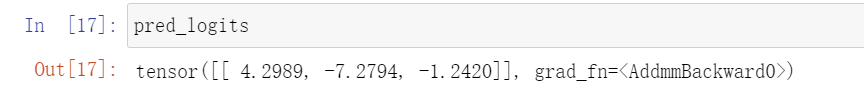 In [17]: pred_logits
Out[17]: tensor([[ 4.2989, -7.2794, -1.2420]], grad_fn=<AddmmBackward0>)